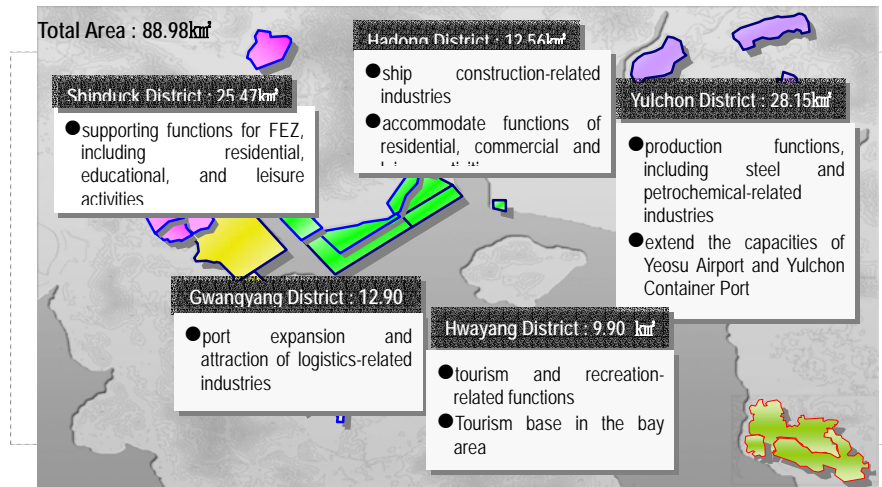 Total Area : 88.98㎢
Hadong District : 12.56㎢
●ship construction-related
industries
●accommodate functions of
residential, commercial and
Shinduck District : 25.47㎢
●supporting functions for FEZ,
including residential,
educational, and leisure
activities
Yulchon District : 28.15㎢
●production functions,
including steel and
petrochemical-related
industries
●extend the capacities of
Yeosu Airport and Yulchon
Container Port
Gwangyang District : 12.90
●port expansion and
attraction of logistics-related
industries
Hwayang District : 9.90 ㎢
●tourism and recreation-
related functions
●Tourism base in the bay
area